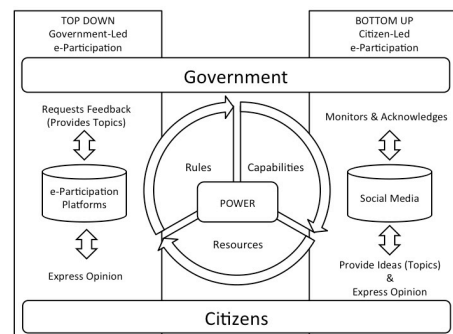 TOP DOWN
Government-Led
e-Participation
BOTTOM UP
Citizen-Led
e-Participation
Government
Requests Feedback
(Provides Topics)
Monitors & Acknowledges
Rules
Capabilities
e-Participation
Platforms
POWER
Social Media
Resources
Express Opinion
Provide Ideas (Topics)
&
Express Opinion
Citizens